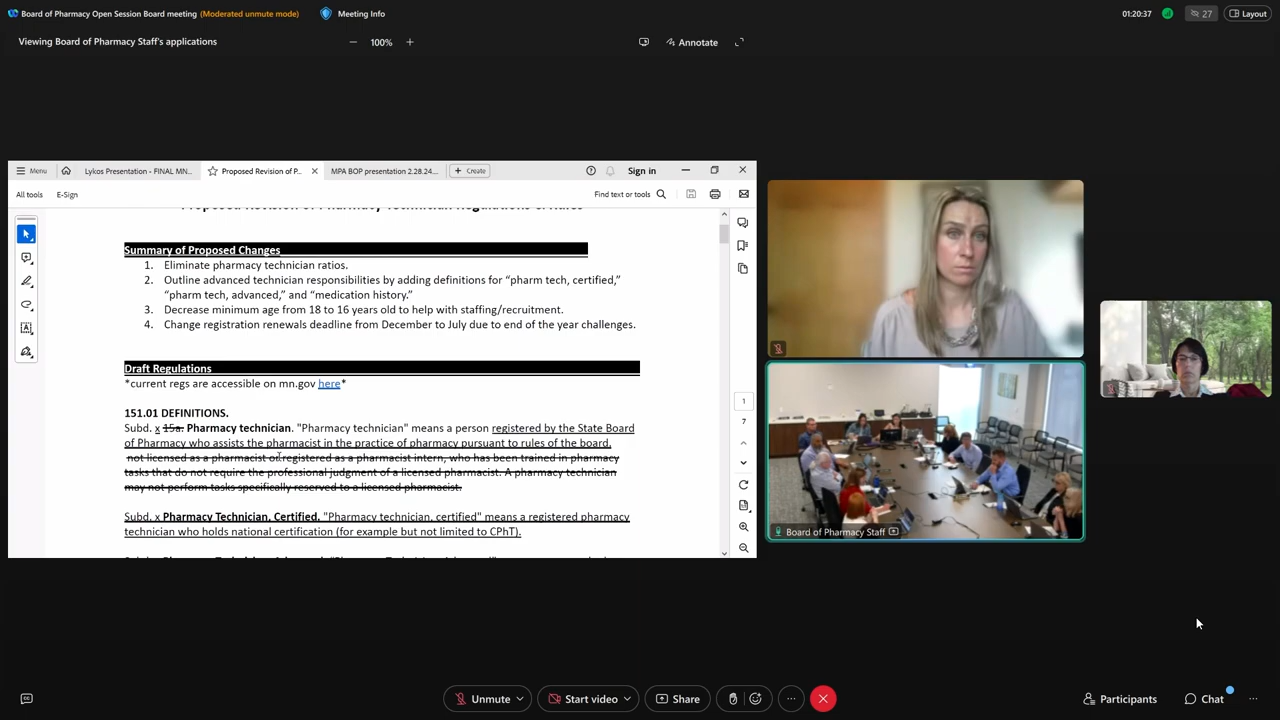 Board of Pharmacy Open Session Board meeting (Moderated unmute mode) Meeting Info 01:20:37 27 Layout
Viewing Board of Pharmacy Staff's applications 100% Annotate
Menu Lykos Presentation - FINAL MN... Proposed Revision of P... MPA BOP presentation 2.28.24... Create Sign in
All tools E-Sign Find text or tools
Proposed Revision of Pharmacy Technician Regulations & Rules
Summary of Proposed Changes
1. Eliminate pharmacy technician ratios.
2. Outline advanced technician responsibilities by adding definitions for “pharm tech, certified,”
“pharm tech, advanced,” and “medication history.”
3. Decrease minimum age from 18 to 16 years old to help with staffing/recruitment.
4. Change registration renewals deadline from December to July due to end of the year challenges.
Draft Regulations
*current regs are accessible on mn.gov here*
151.01 DEFINITIONS.
Subd. x 15a. Pharmacy technician. "Pharmacy technician" means a person registered by the State Board
of Pharmacy who assists the pharmacist in the practice of pharmacy pursuant to rules of the board.
not licensed as a pharmacist or registered as a pharmacist intern, who has been trained in pharmacy
tasks that do not require the professional judgment of a licensed pharmacist. A pharmacy technician
may not perform tasks specifically reserved to a licensed pharmacist.
Subd. x Pharmacy Technician, Certified. "Pharmacy technician, certified" means a registered pharmacy
technician who holds national certification (for example but not limited to CPhT).
1
7
Board of Pharmacy Staff
Unmute Start video Share Participants Chat